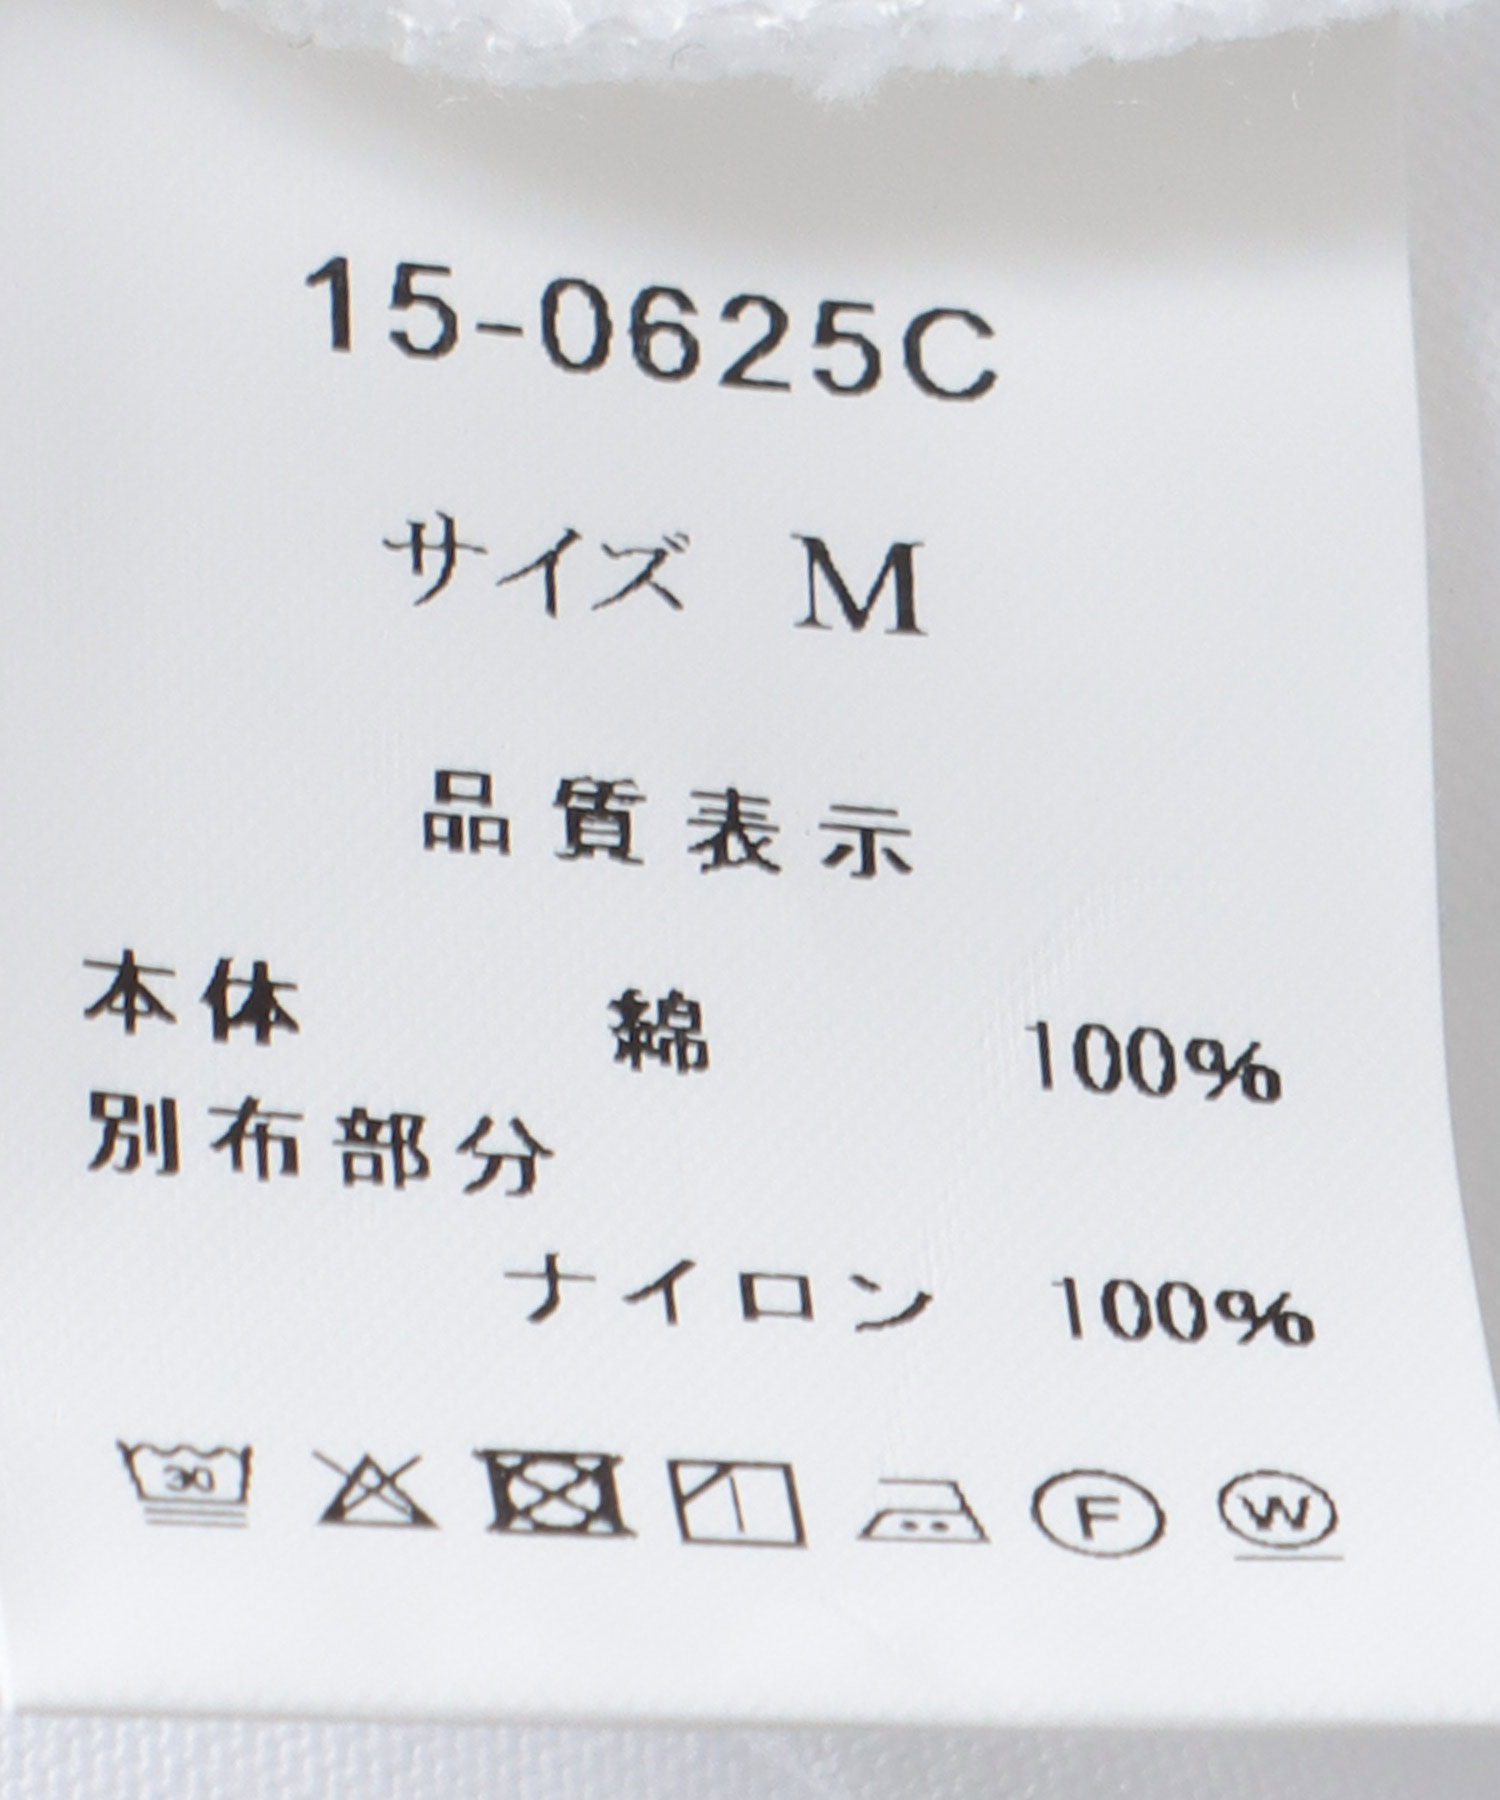 15-0625C
サイズ M
品質表示
本体 綿 100%
別布部分
ナイロン 100%
30 F W